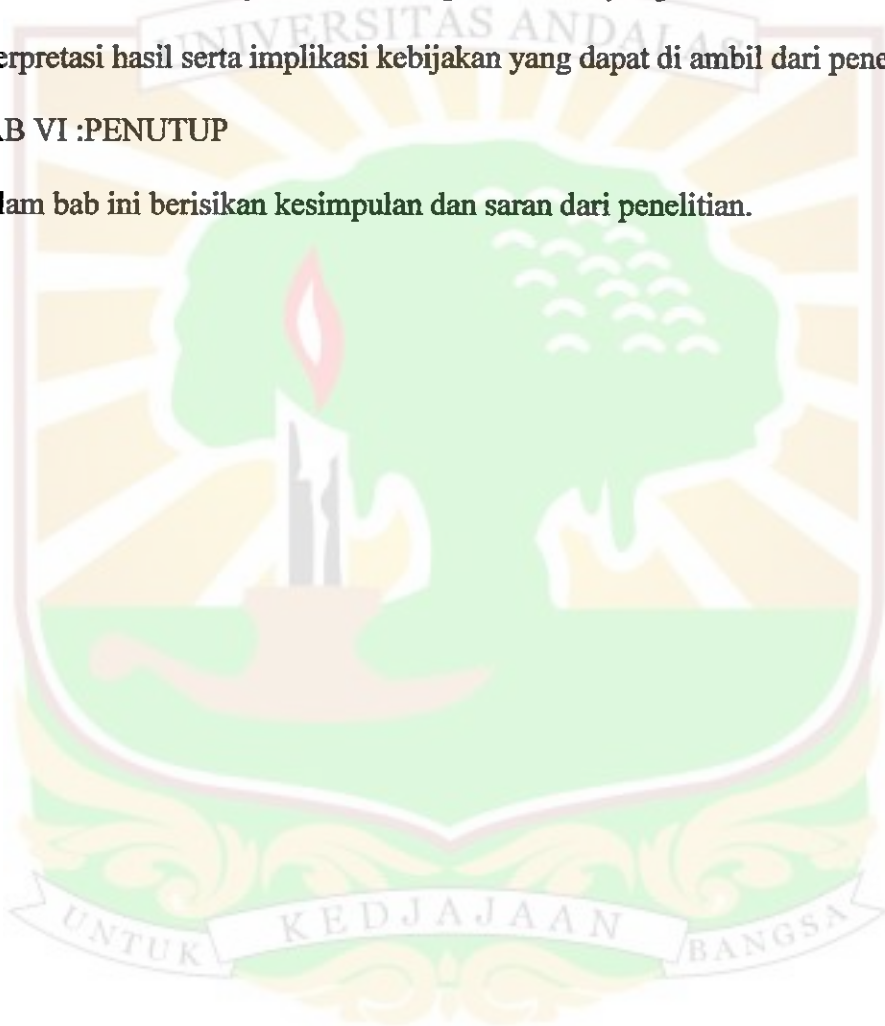 UNIVERSITAS ANDALAS
erpretasi hasil serta implikasi kebijakan yang dapat di ambil dari pene
AB VI :PENUTUP
lam bab ini berisikan kesimpulan dan saran dari penelitian.
UNTUK KEDJAJAAN BANGSA